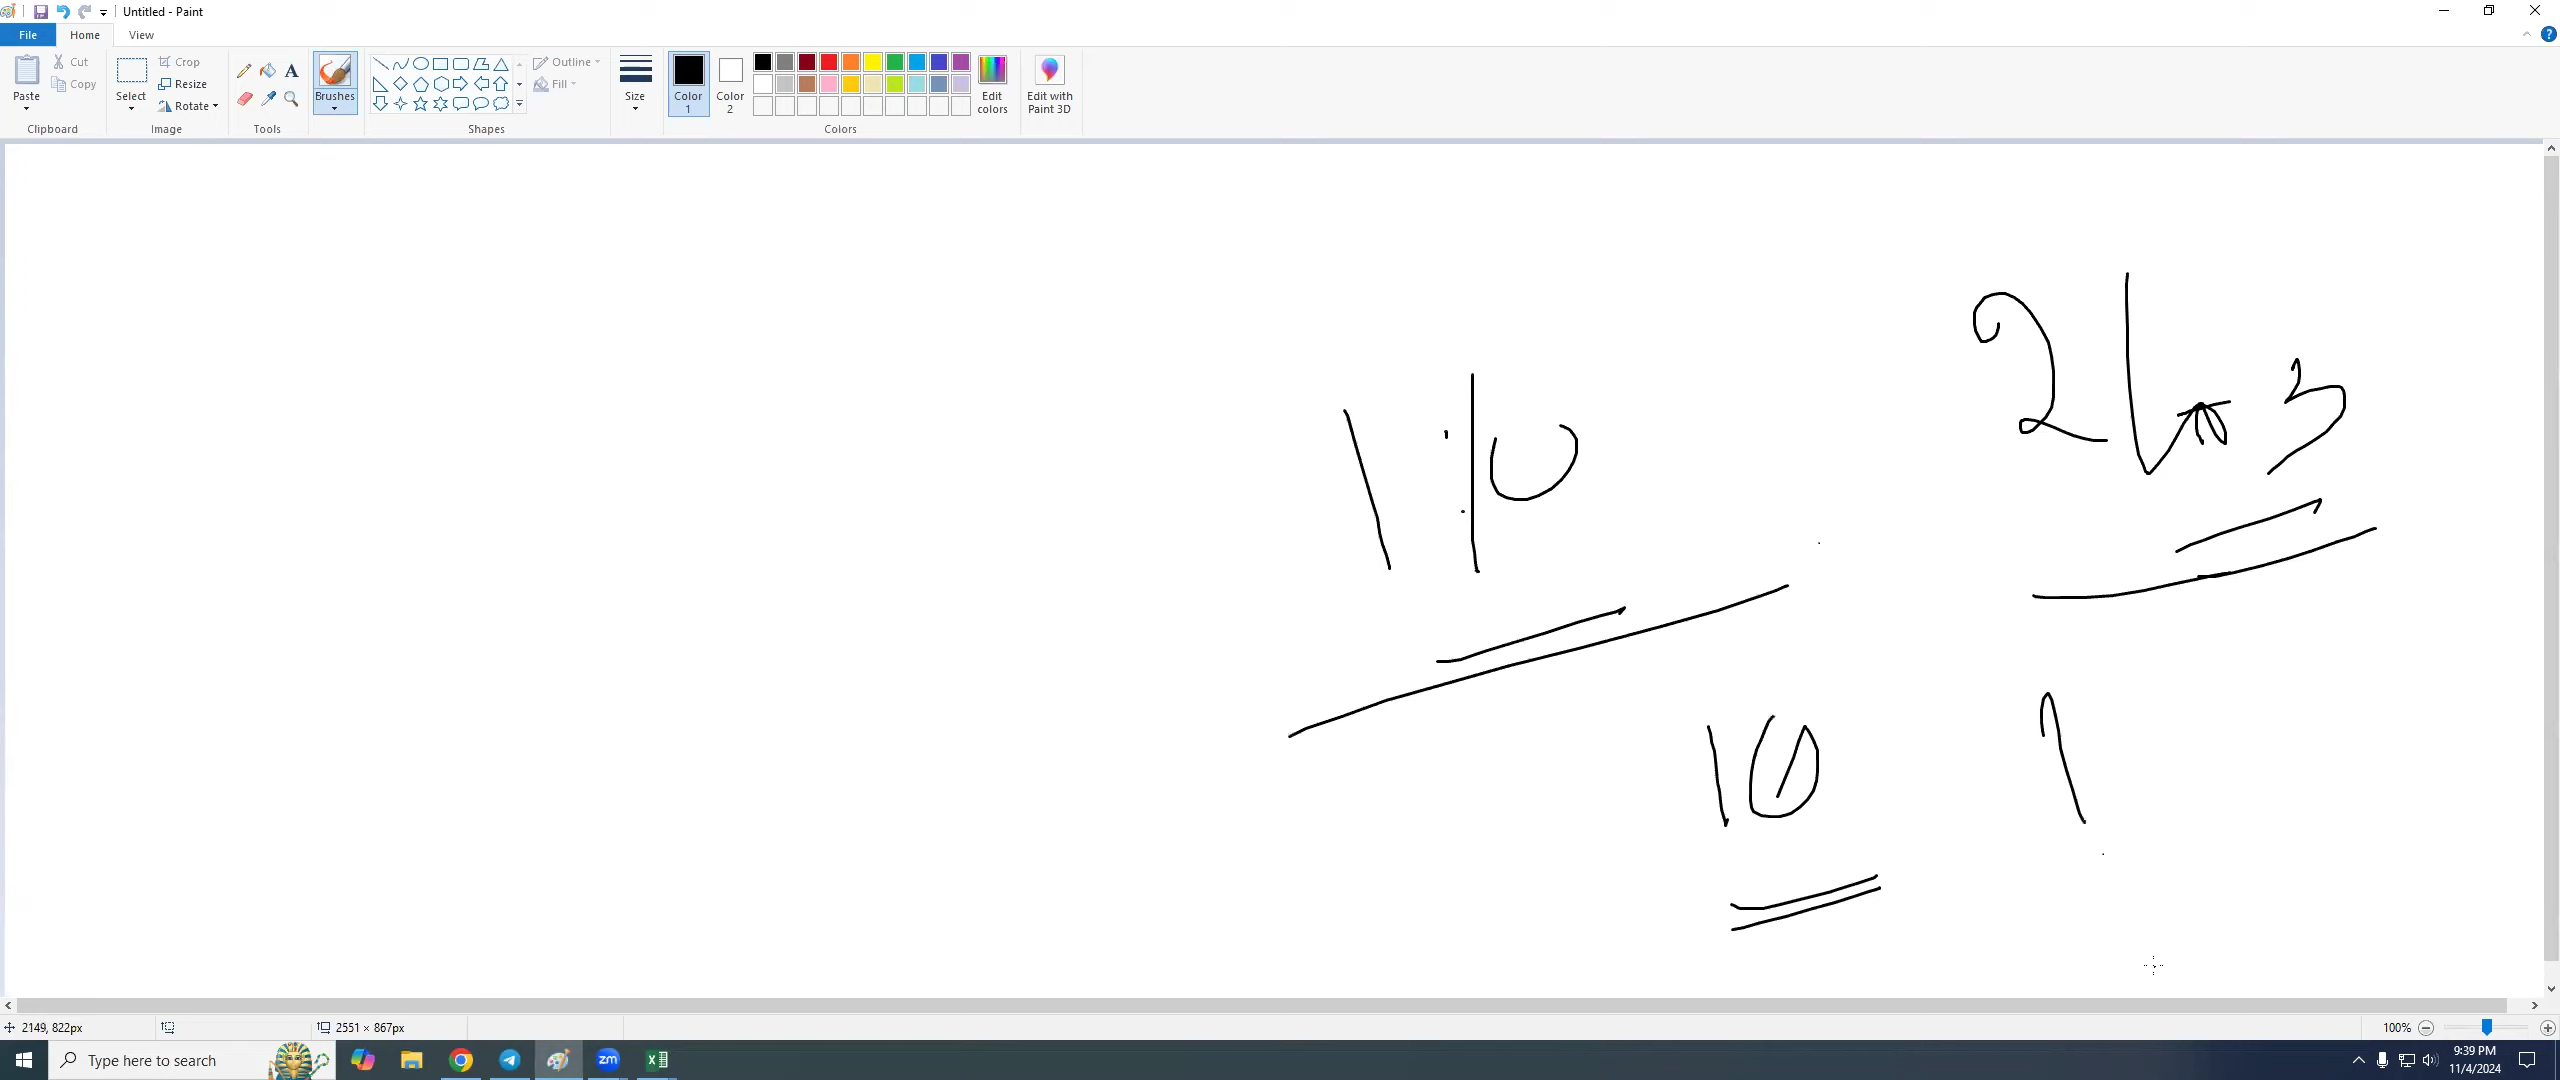 Untitled - Paint
File Home View
Paste
Cut
Copy
Clipboard
Select
Crop
Resize
Rotate
Image
A
Tools
Brushes
Shapes
Outline
Fill
Size
Color 1
Color 2
Edit colors
Colors
Edit with Paint 3D
10
1
2149, 822px
2551 × 867px
100%
Type here to search
zm
9:39 PM
11/4/2024